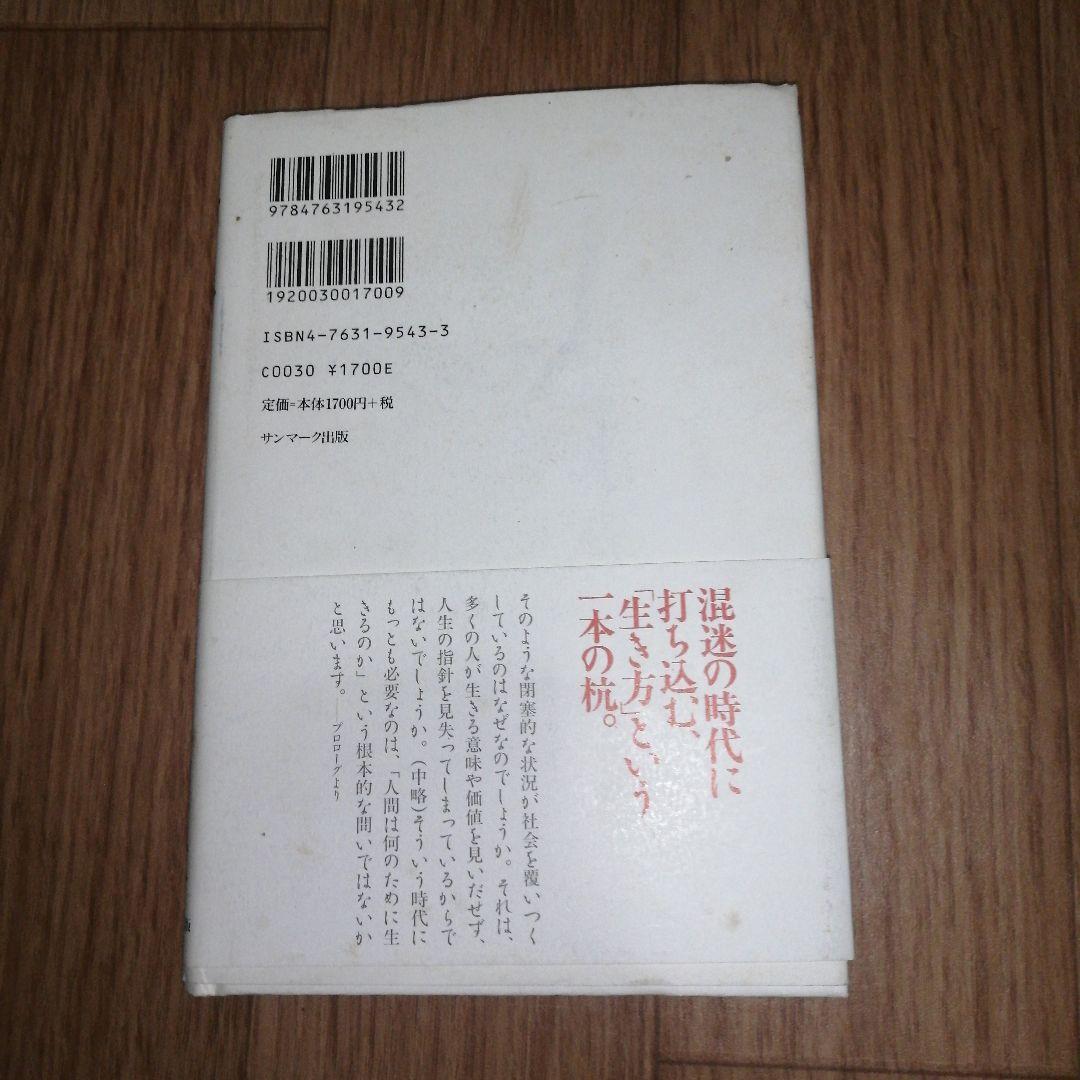 9784763195432
1920030017009
ISBN4-7631-9543-3
C0030 ¥1700E
定価=本体1700円+税
サンマーク出版
混迷の時代に
打ち込む、
「生き方」という
一本の杭。
そのような閉塞的な状況が社会を覆いつく
しているのはなぜなのでしょうか。それは、
多くの人が生きる意味や価値を見いだせず、
人生の指針を見失ってしまっているからで
はないでしょうか。(中略)そういう時代に
もっとも必要なのは、「人間は何のために生
きるのか」という根本的な問いではないか
と思います。——プロローグより